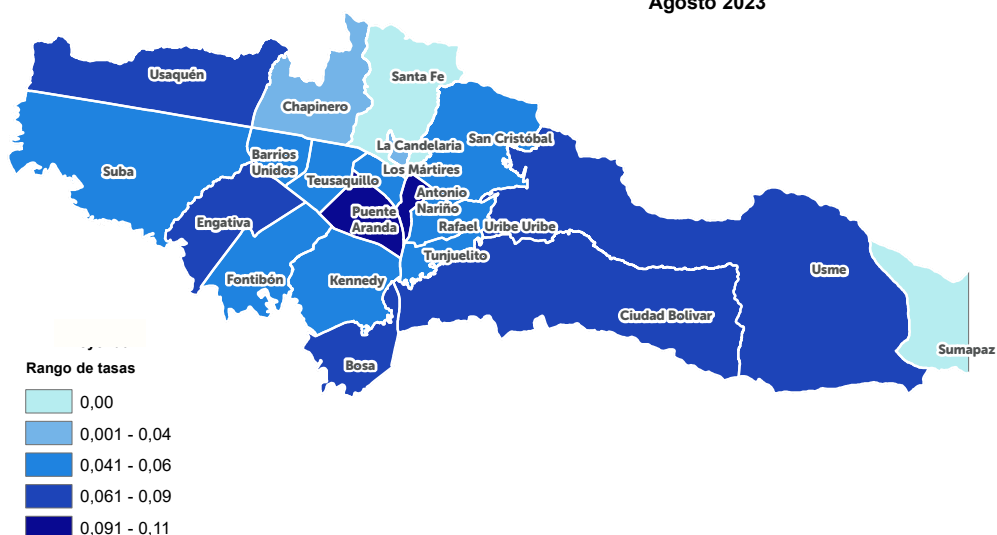 Agosto 2023
Usaquén
Santa Fe
Chapinero
La Candelaria
San Cristóbal
Barrios
Unidos
Suba
Los Mártires
Teusaquillo
Antonio
Nariño
Puente
Aranda
Engativa
Rafael Uribe Uribe
Tunjuelito
Usme
Fontibón
Kennedy
Ciudad Bolivar
Sumapaz
Bosa
Rango de tasas
0,00
0,001 - 0,04
0,041 - 0,06
0,061 - 0,09
0,091 - 0,11